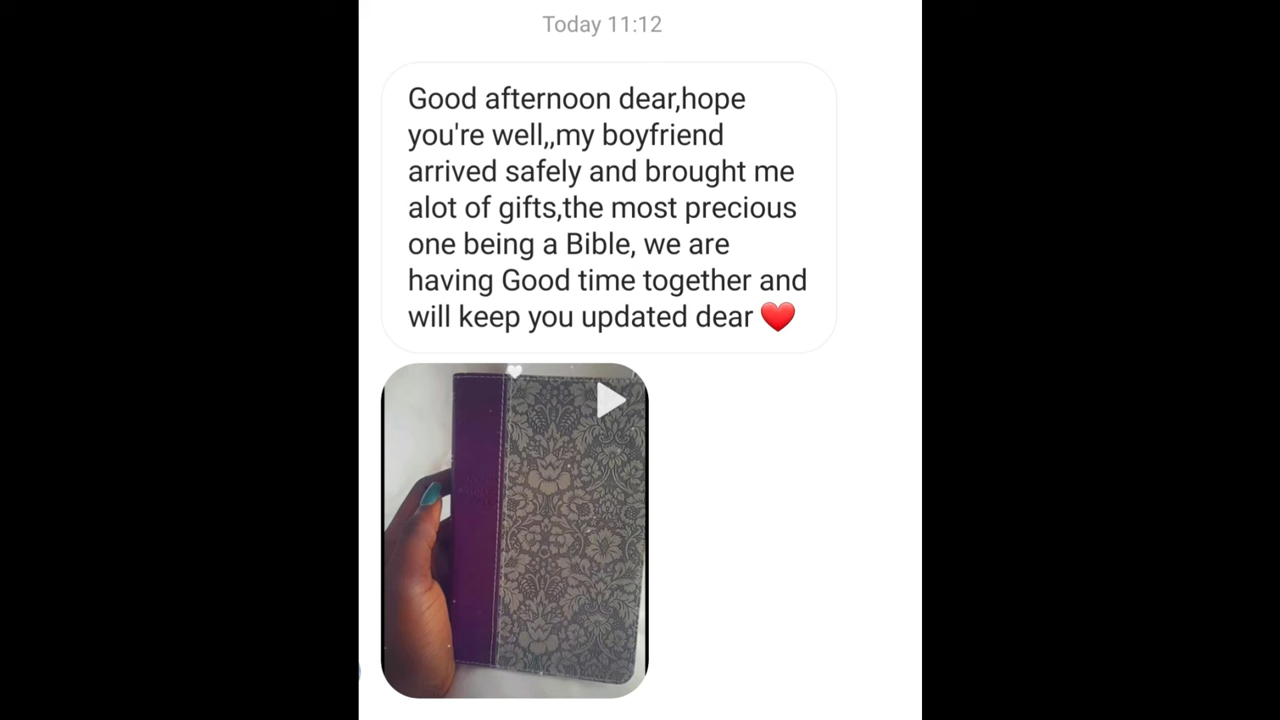 Today 11:12
Good afternoon dear,hope
you're well,,my boyfriend
arrived safely and brought me
alot of gifts,the most precious
one being a Bible, we are
having Good time together and
will keep you updated dear ❤️